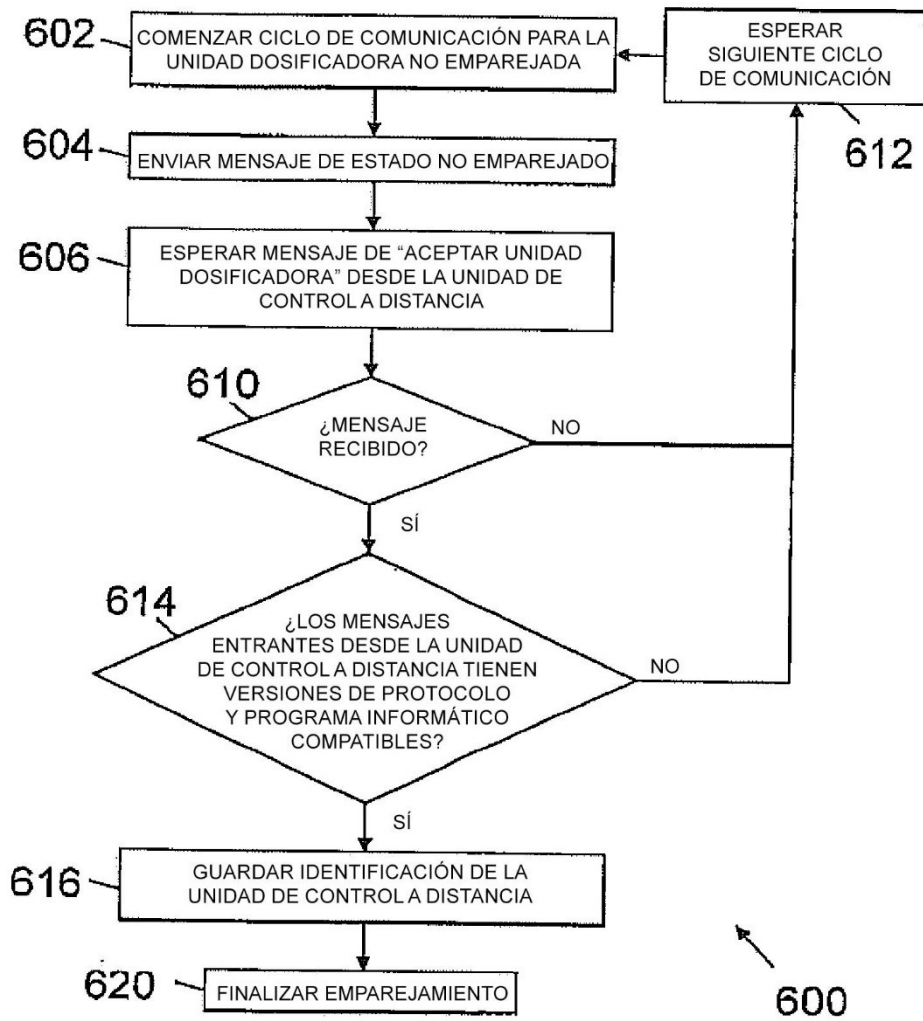 602
COMENZAR CICLO DE COMUNICACIÓN PARA LA
UNIDAD DOSIFICADORA NO EMPAREJADA
ESPERAR
SIGUIENTE CICLO
DE COMUNICACIÓN
612
604
ENVIAR MENSAJE DE ESTADO NO EMPAREJADO
606
ESPERAR MENSAJE DE “ACEPTAR UNIDAD
DOSIFICADORA” DESDE LA UNIDAD DE
CONTROL A DISTANCIA
610
¿MENSAJE
RECIBIDO?
NO
SÍ
614
¿LOS MENSAJES
ENTRANTES DESDE LA UNIDAD
DE CONTROL A DISTANCIA TIENEN
VERSIONES DE PROTOCOLO
Y PROGRAMA INFORMÁTICO
COMPATIBLES?
NO
SÍ
616
GUARDAR IDENTIFICACIÓN DE LA
UNIDAD DE CONTROL A DISTANCIA
620
FINALIZAR EMPAREJAMIENTO
600